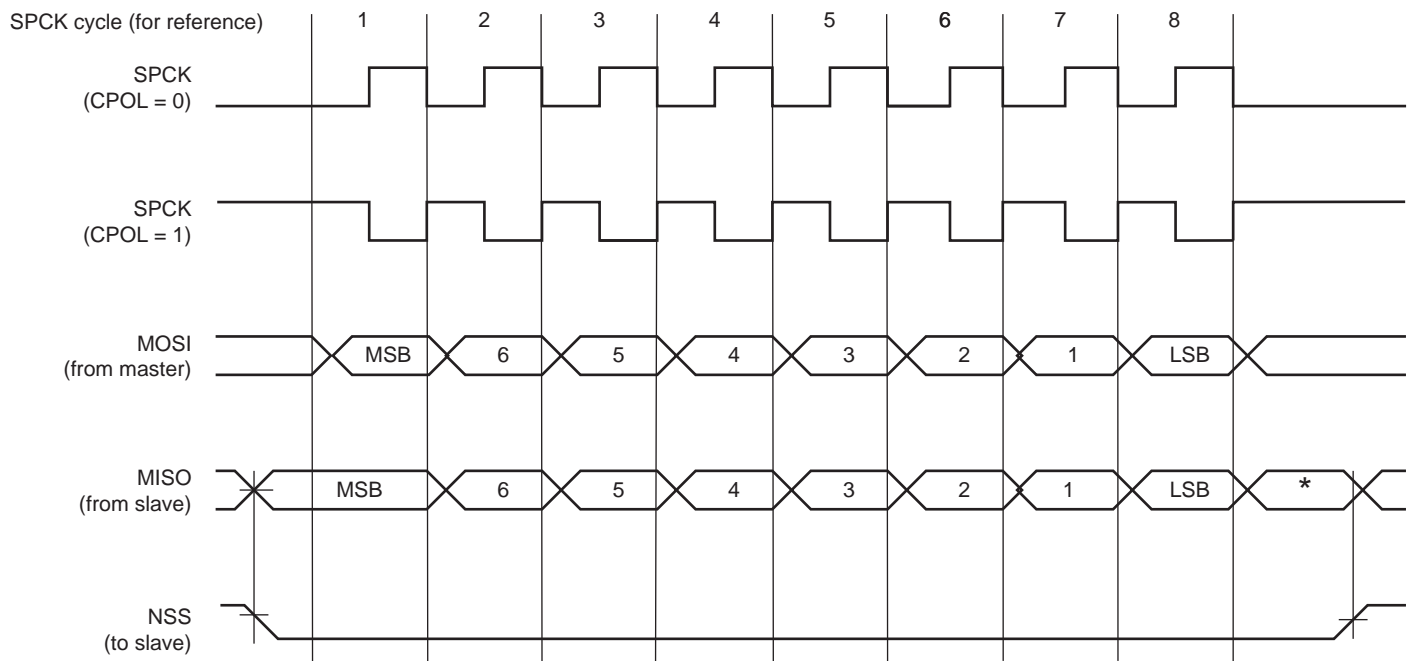 SPCK cycle (for reference) 1 2 3 4 5 6 7 8
SPCK
(CPOL = 0)
SPCK
(CPOL = 1)
MOSI
(from master)
MSB 6 5 4 3 2 1 LSB
MISO
(from slave)
MSB 6 5 4 3 2 1 LSB *
NSS
(to slave)